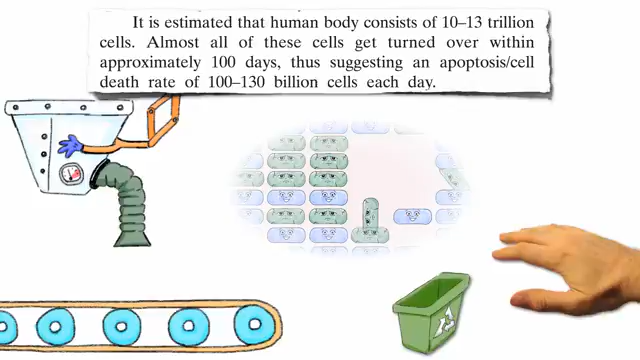 It is estimated that human body consists of 10–13 trillion
cells. Almost all of these cells get turned over within
approximately 100 days, thus suggesting an apoptosis/cell
death rate of 100–130 billion cells each day.